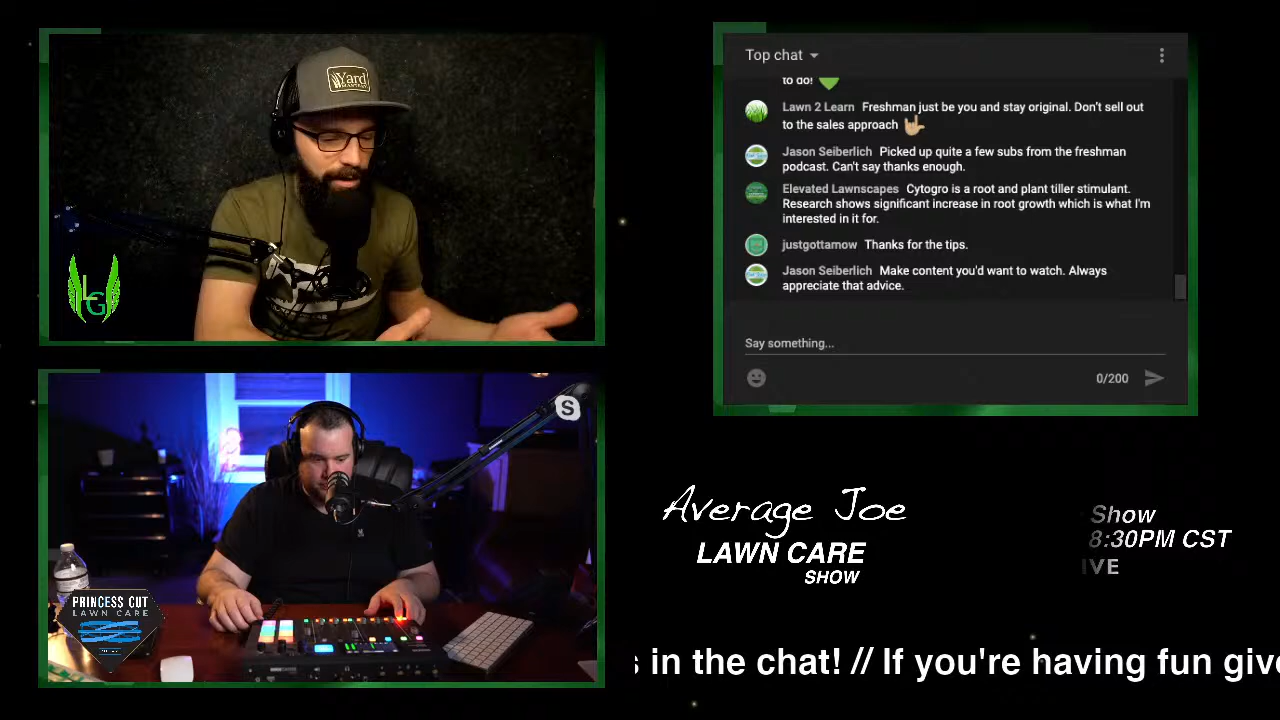 Yard
MASTERY
LG
S
PRINCESS CUT
LAWN CARE
Top chat
to do!
Lawn 2 Learn Freshman just be you and stay original. Don't sell out
to the sales approach
Jason Seiberlich Picked up quite a few subs from the freshman
podcast. Can't say thanks enough.
Elevated Lawnscapes Cytogro is a root and plant tiller stimulant.
Research shows significant increase in root growth which is what I'm
interested in it for.
justgottamow Thanks for the tips.
Jason Seiberlich Make content you'd want to watch. Always
appreciate that advice.
Say something...
0/200
Average Joe
LAWN CARE
SHOW
Show
8:30PM CST
IVE
s in the chat! // If you're having fun give